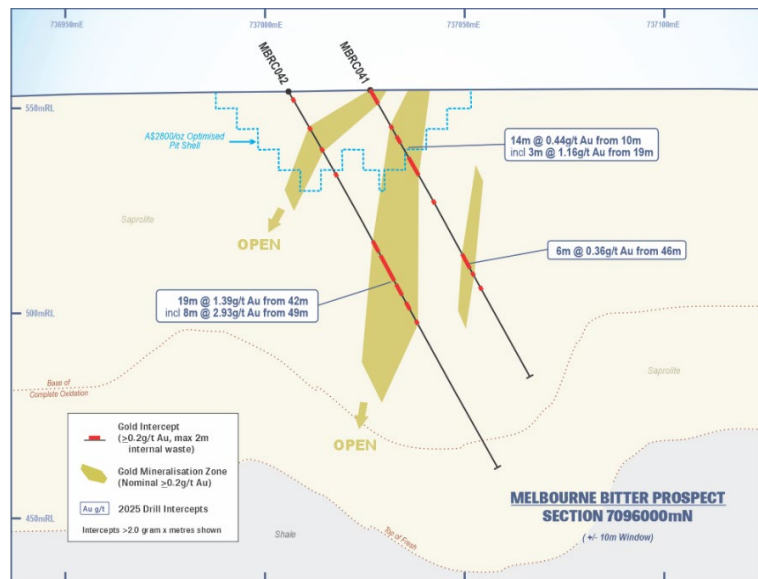 736950mE
737000mE
737050mE
737100mE
MBRC042
MBRC041
550mRL
A$2800/oz Optimised
Pit Shell
14m @ 0.44g/t Au from 10m
incl 3m @ 1.16g/t Au from 19m
Saprolite
OPEN
6m @ 0.36g/t Au from 46m
19m @ 1.39g/t Au from 42m
incl 8m @ 2.93g/t Au from 49m
500mRL
Saprolite
Base of
Complete Oxidation
Gold Intercept
(≥0.2g/t Au, max 2m
internal waste)
Gold Mineralisation Zone
(Nominal ≥0.2g/t Au)
Au g/t
2025 Drill Intercepts
Intercepts >2.0 gram x metres shown
OPEN
MELBOURNE BITTER PROSPECT
SECTION 7096000mN
( +/- 10m Window)
450mRL
Shale
Top of Fresh